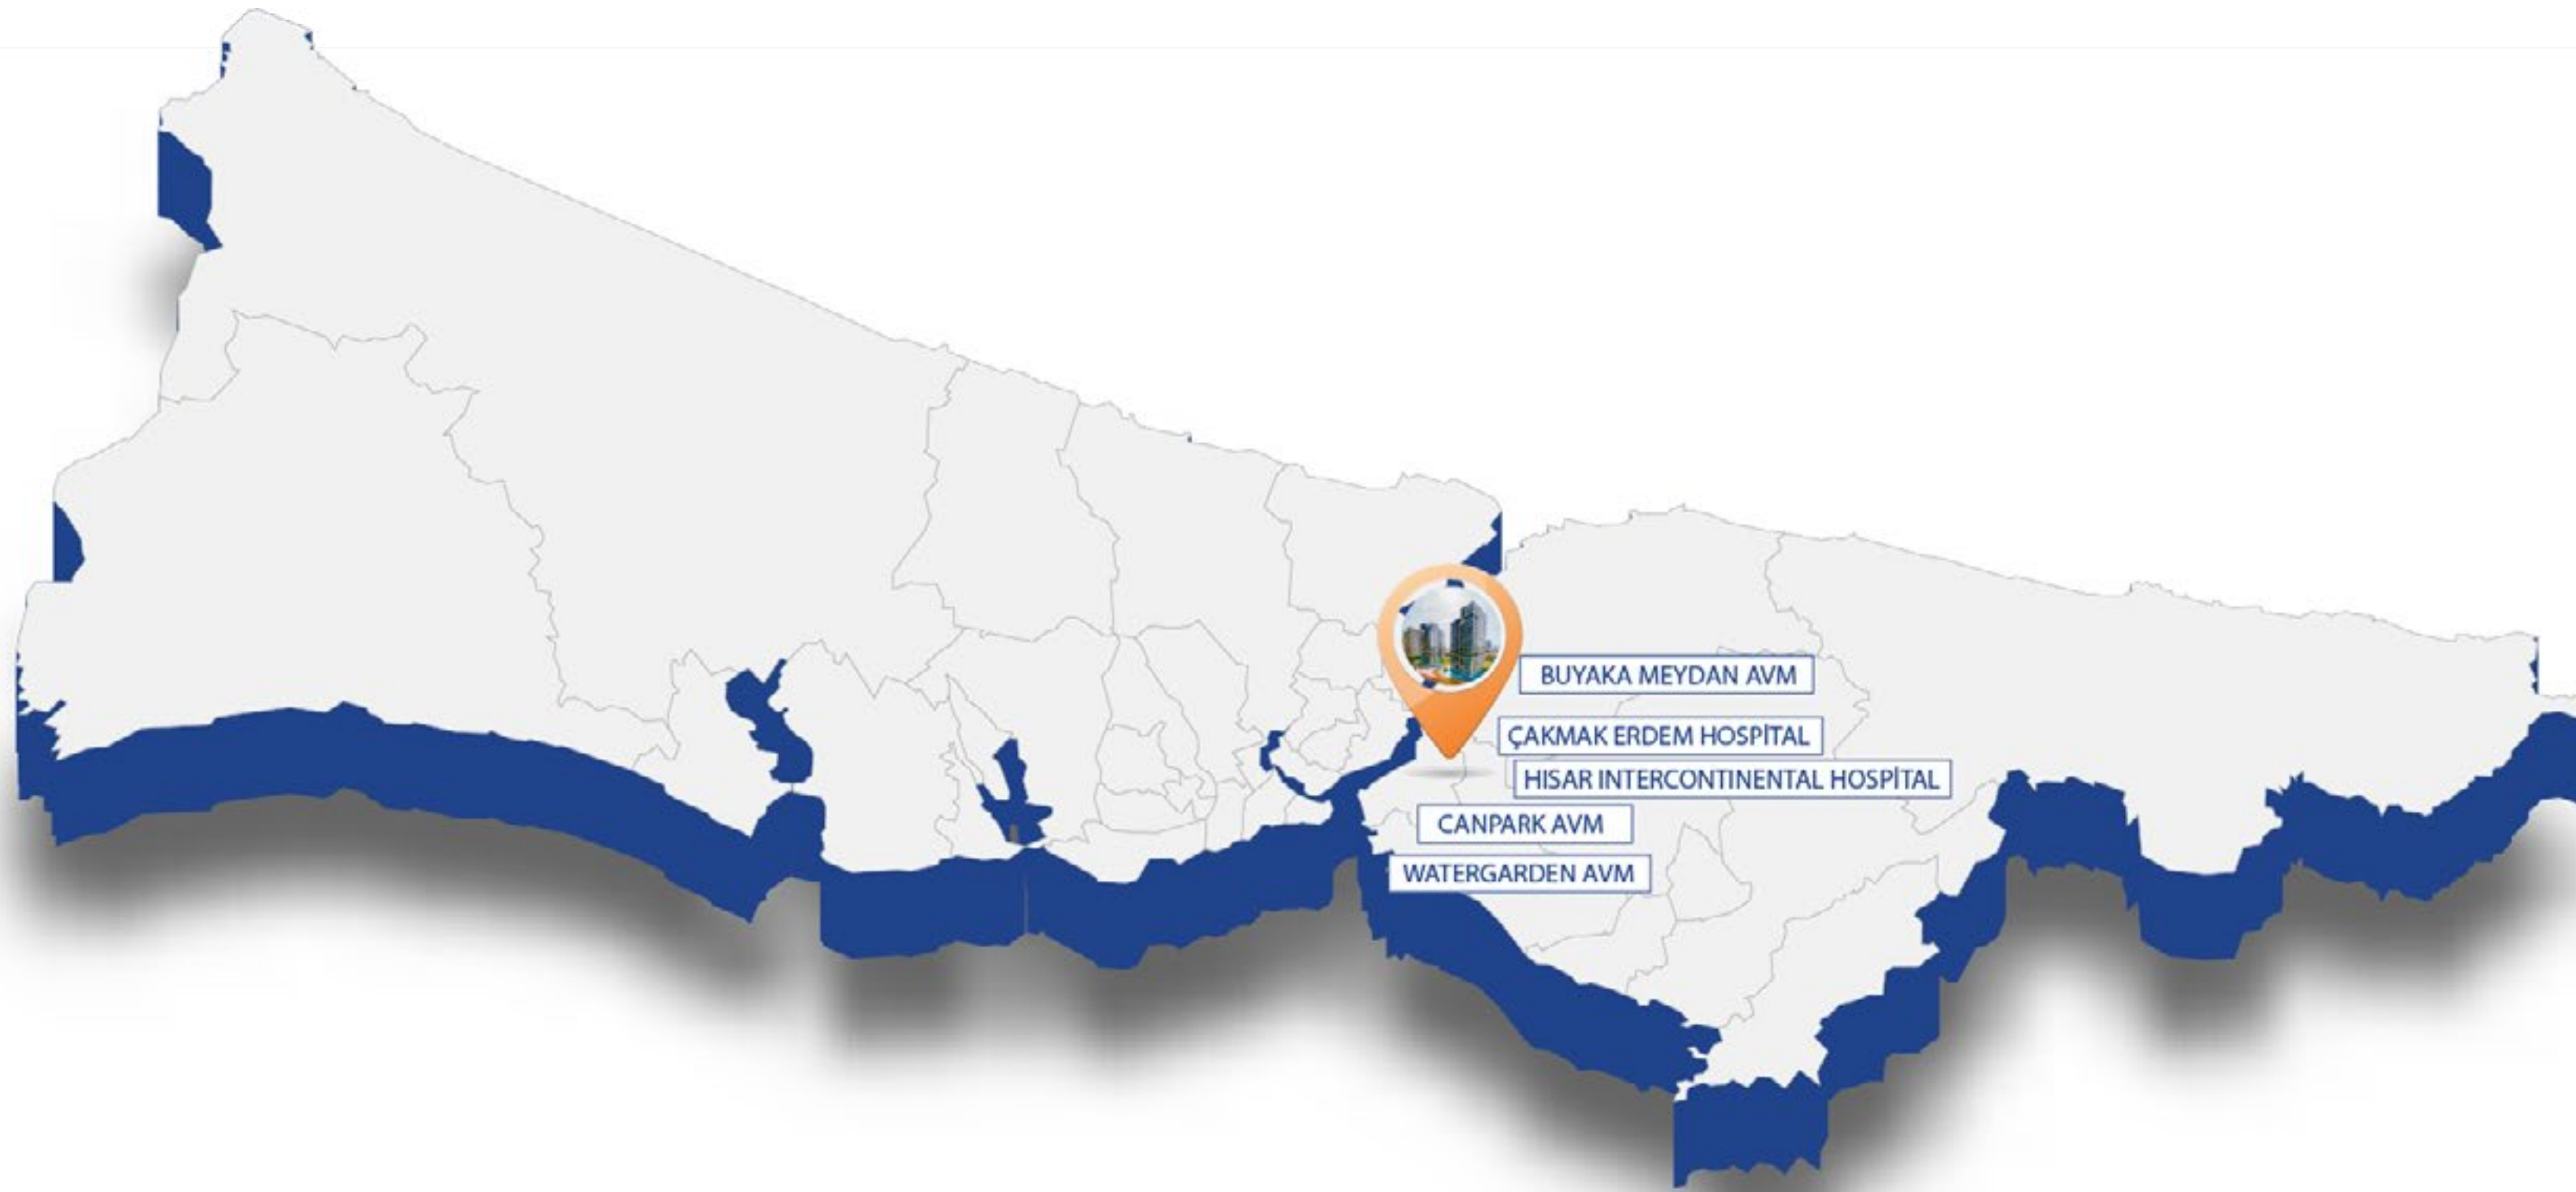 BUYAKA MEYDAN AVM
ÇAKMAK ERDEM HOSPİTAL
HISAR INTERCONTINENTAL HOSPİTAL
CANPARK AVM
WATERGARDEN AVM